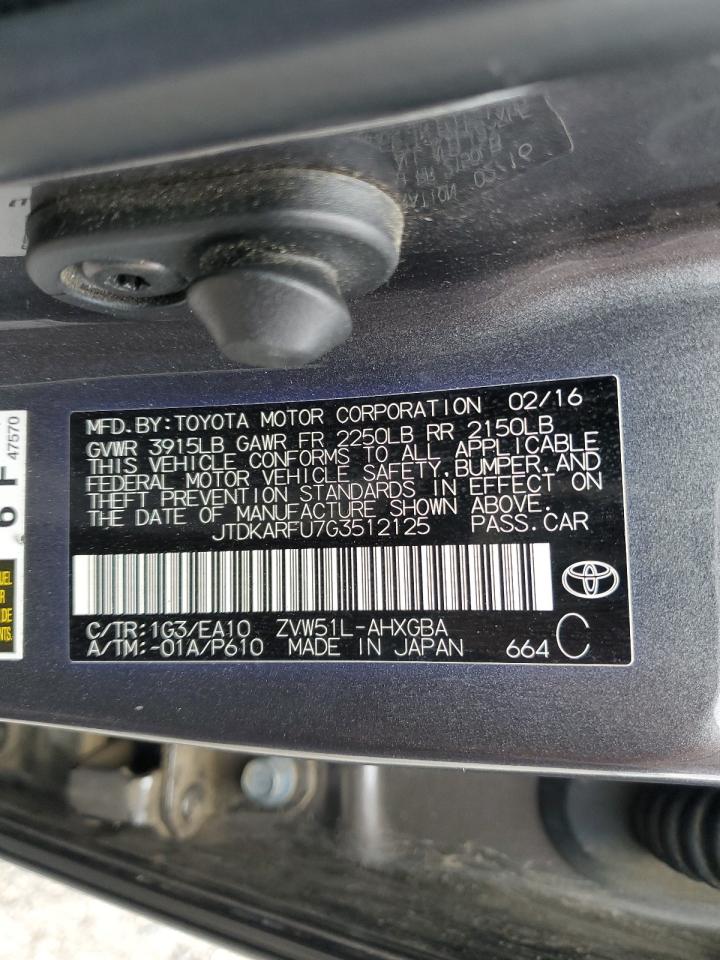 MFD.BY:TOYOTA MOTOR CORPORATION 02/16
GVWR 3915LB GAWR FR 2250LB RR 2150LB
THIS VEHICLE CONFORMS TO ALL APPLICABLE
FEDERAL MOTOR VEHICLE SAFETY,BUMPER,AND
THEFT PREVENTION STANDARDS IN EFFECT ON
THE DATE OF MANUFACTURE SHOWN ABOVE.
JTDKARFU7G3512125 PASS.CAR
C/TR:1G3/EA10 ZVW51L-AHXGBA
A/TM:-01A/P610 MADE IN JAPAN 664 C
6 F
47570